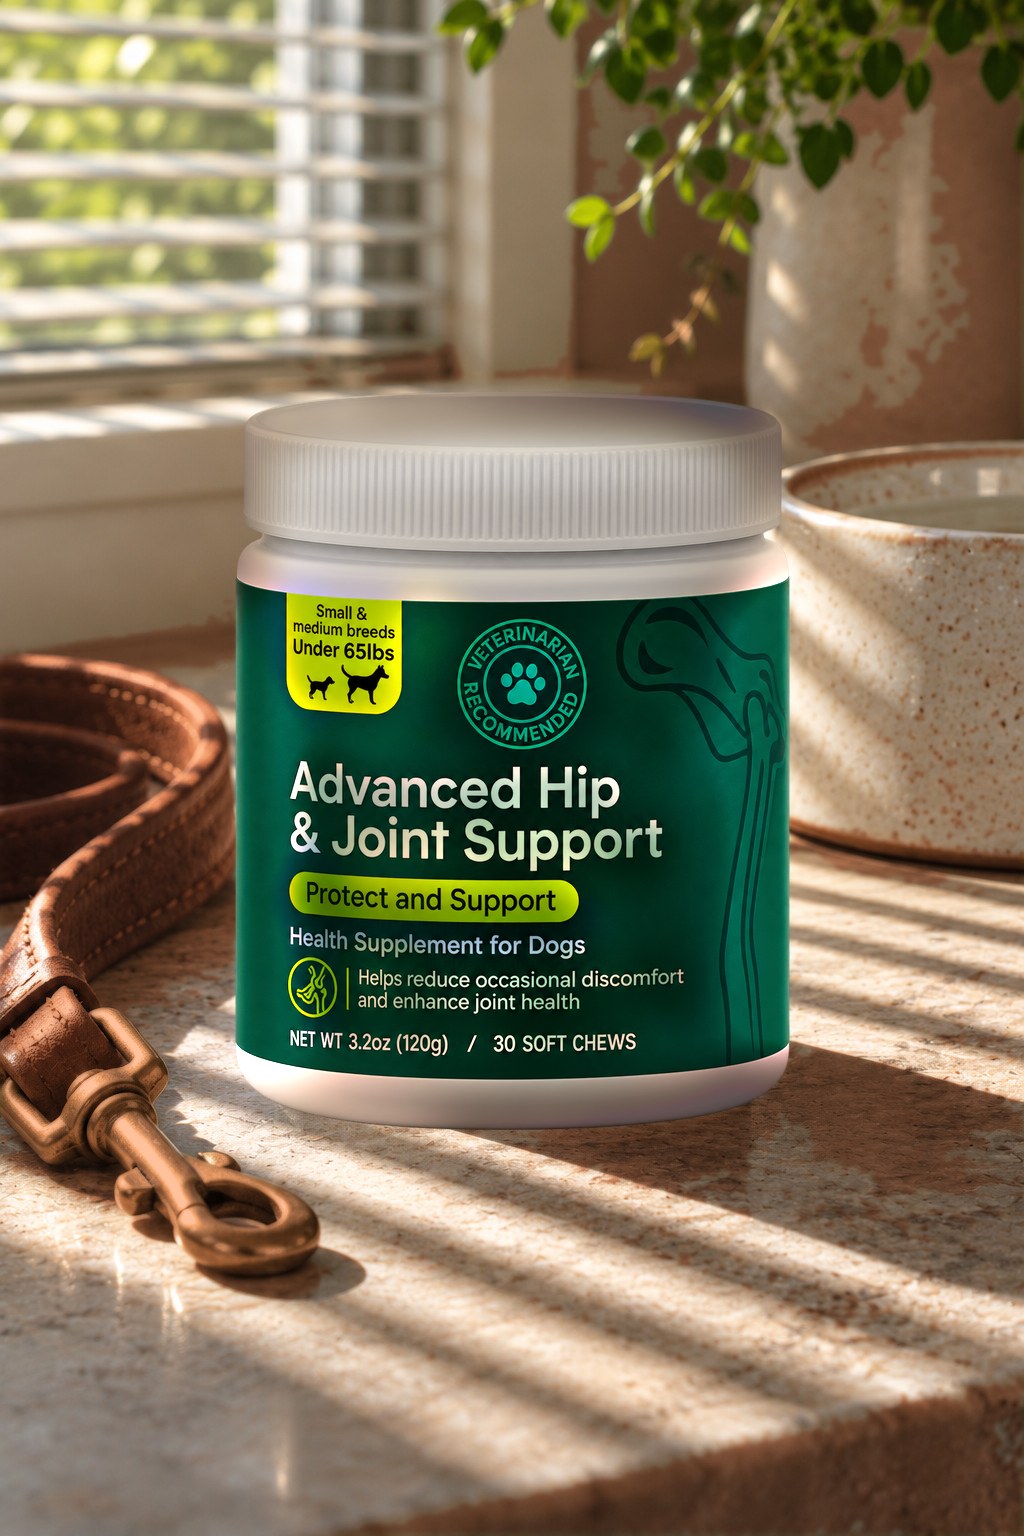 Small &
medium breeds
Under 65lbs
VETERINARIAN
RECOMMENDED
Advanced Hip
& Joint Support
Protect and Support
Health Supplement for Dogs
Helps reduce occasional discomfort
and enhance joint health
NET WT 3.2oz (120g) / 30 SOFT CHEWS